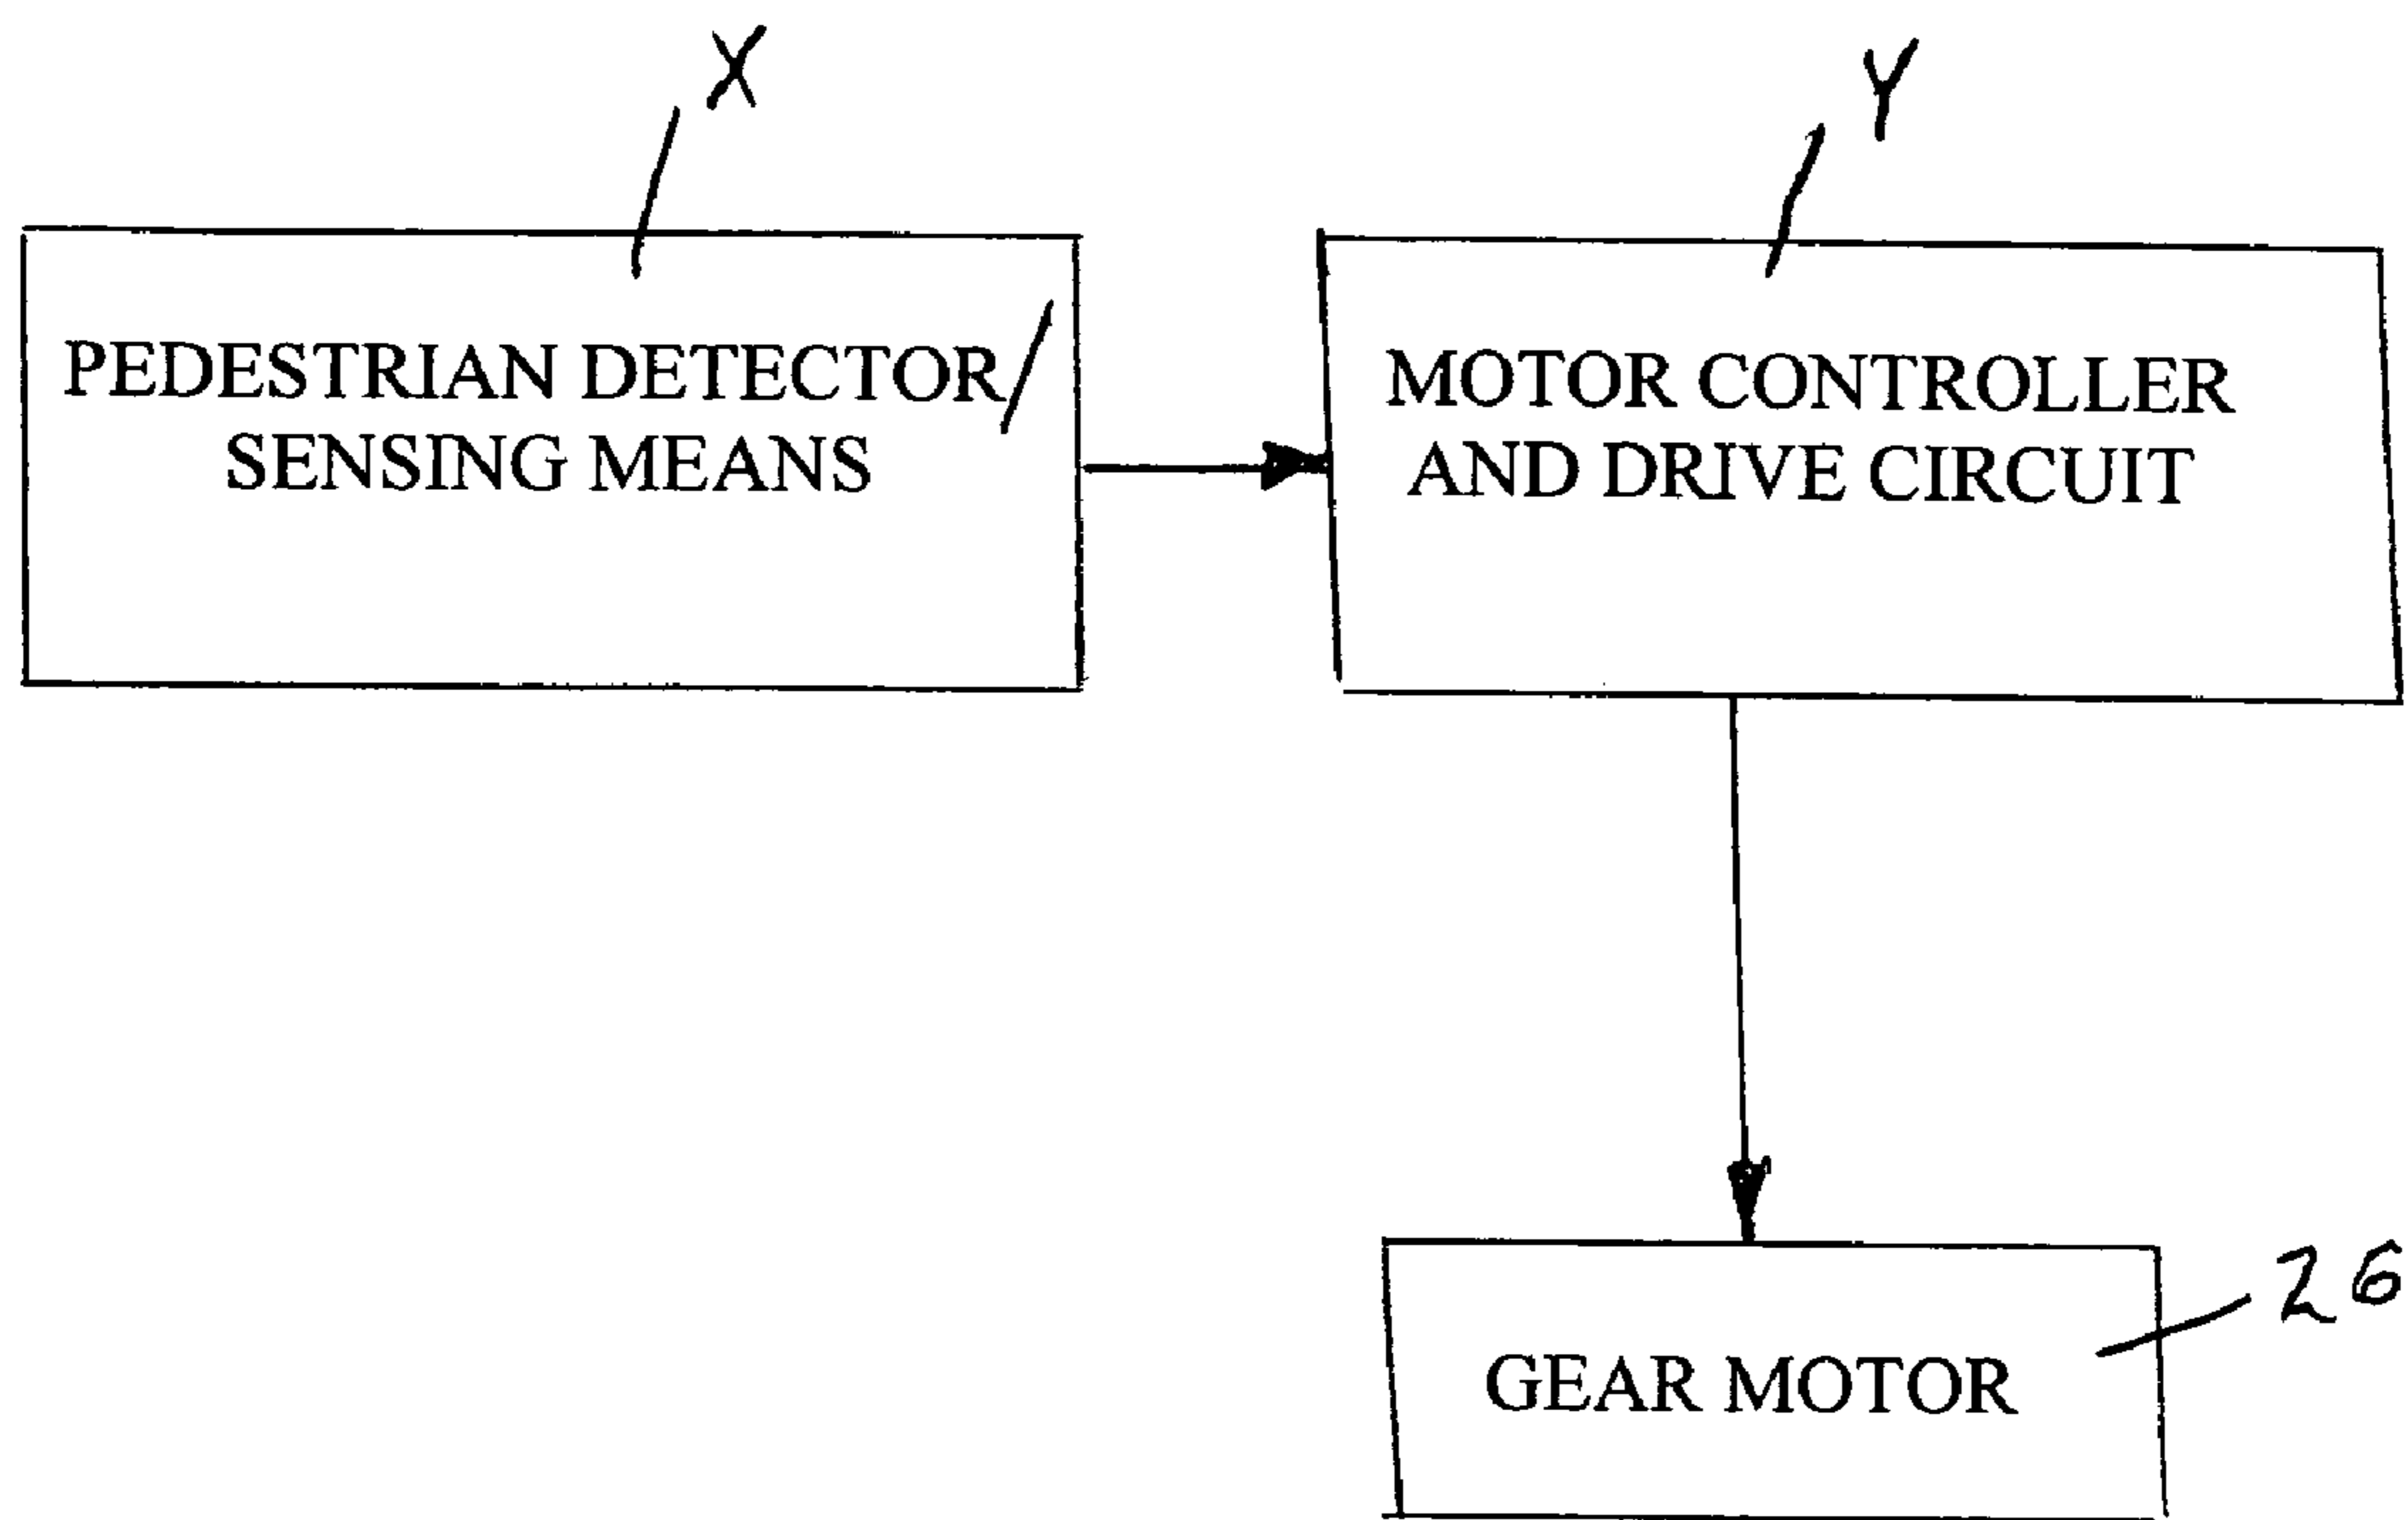 X
Y
PEDESTRIAN DETECTOR/
SENSING MEANS
MOTOR CONTROLLER
AND DRIVE CIRCUIT
26
GEAR MOTOR